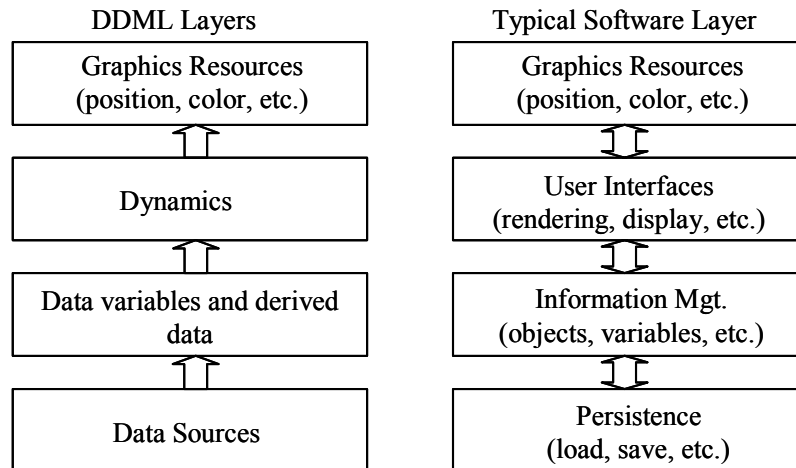 DDML Layers
Graphics Resources
(position, color, etc.)
Dynamics
Data variables and derived
data
Data Sources
Typical Software Layer
Graphics Resources
(position, color, etc.)
User Interfaces
(rendering, display, etc.)
Information Mgt.
(objects, variables, etc.)
Persistence
(load, save, etc.)